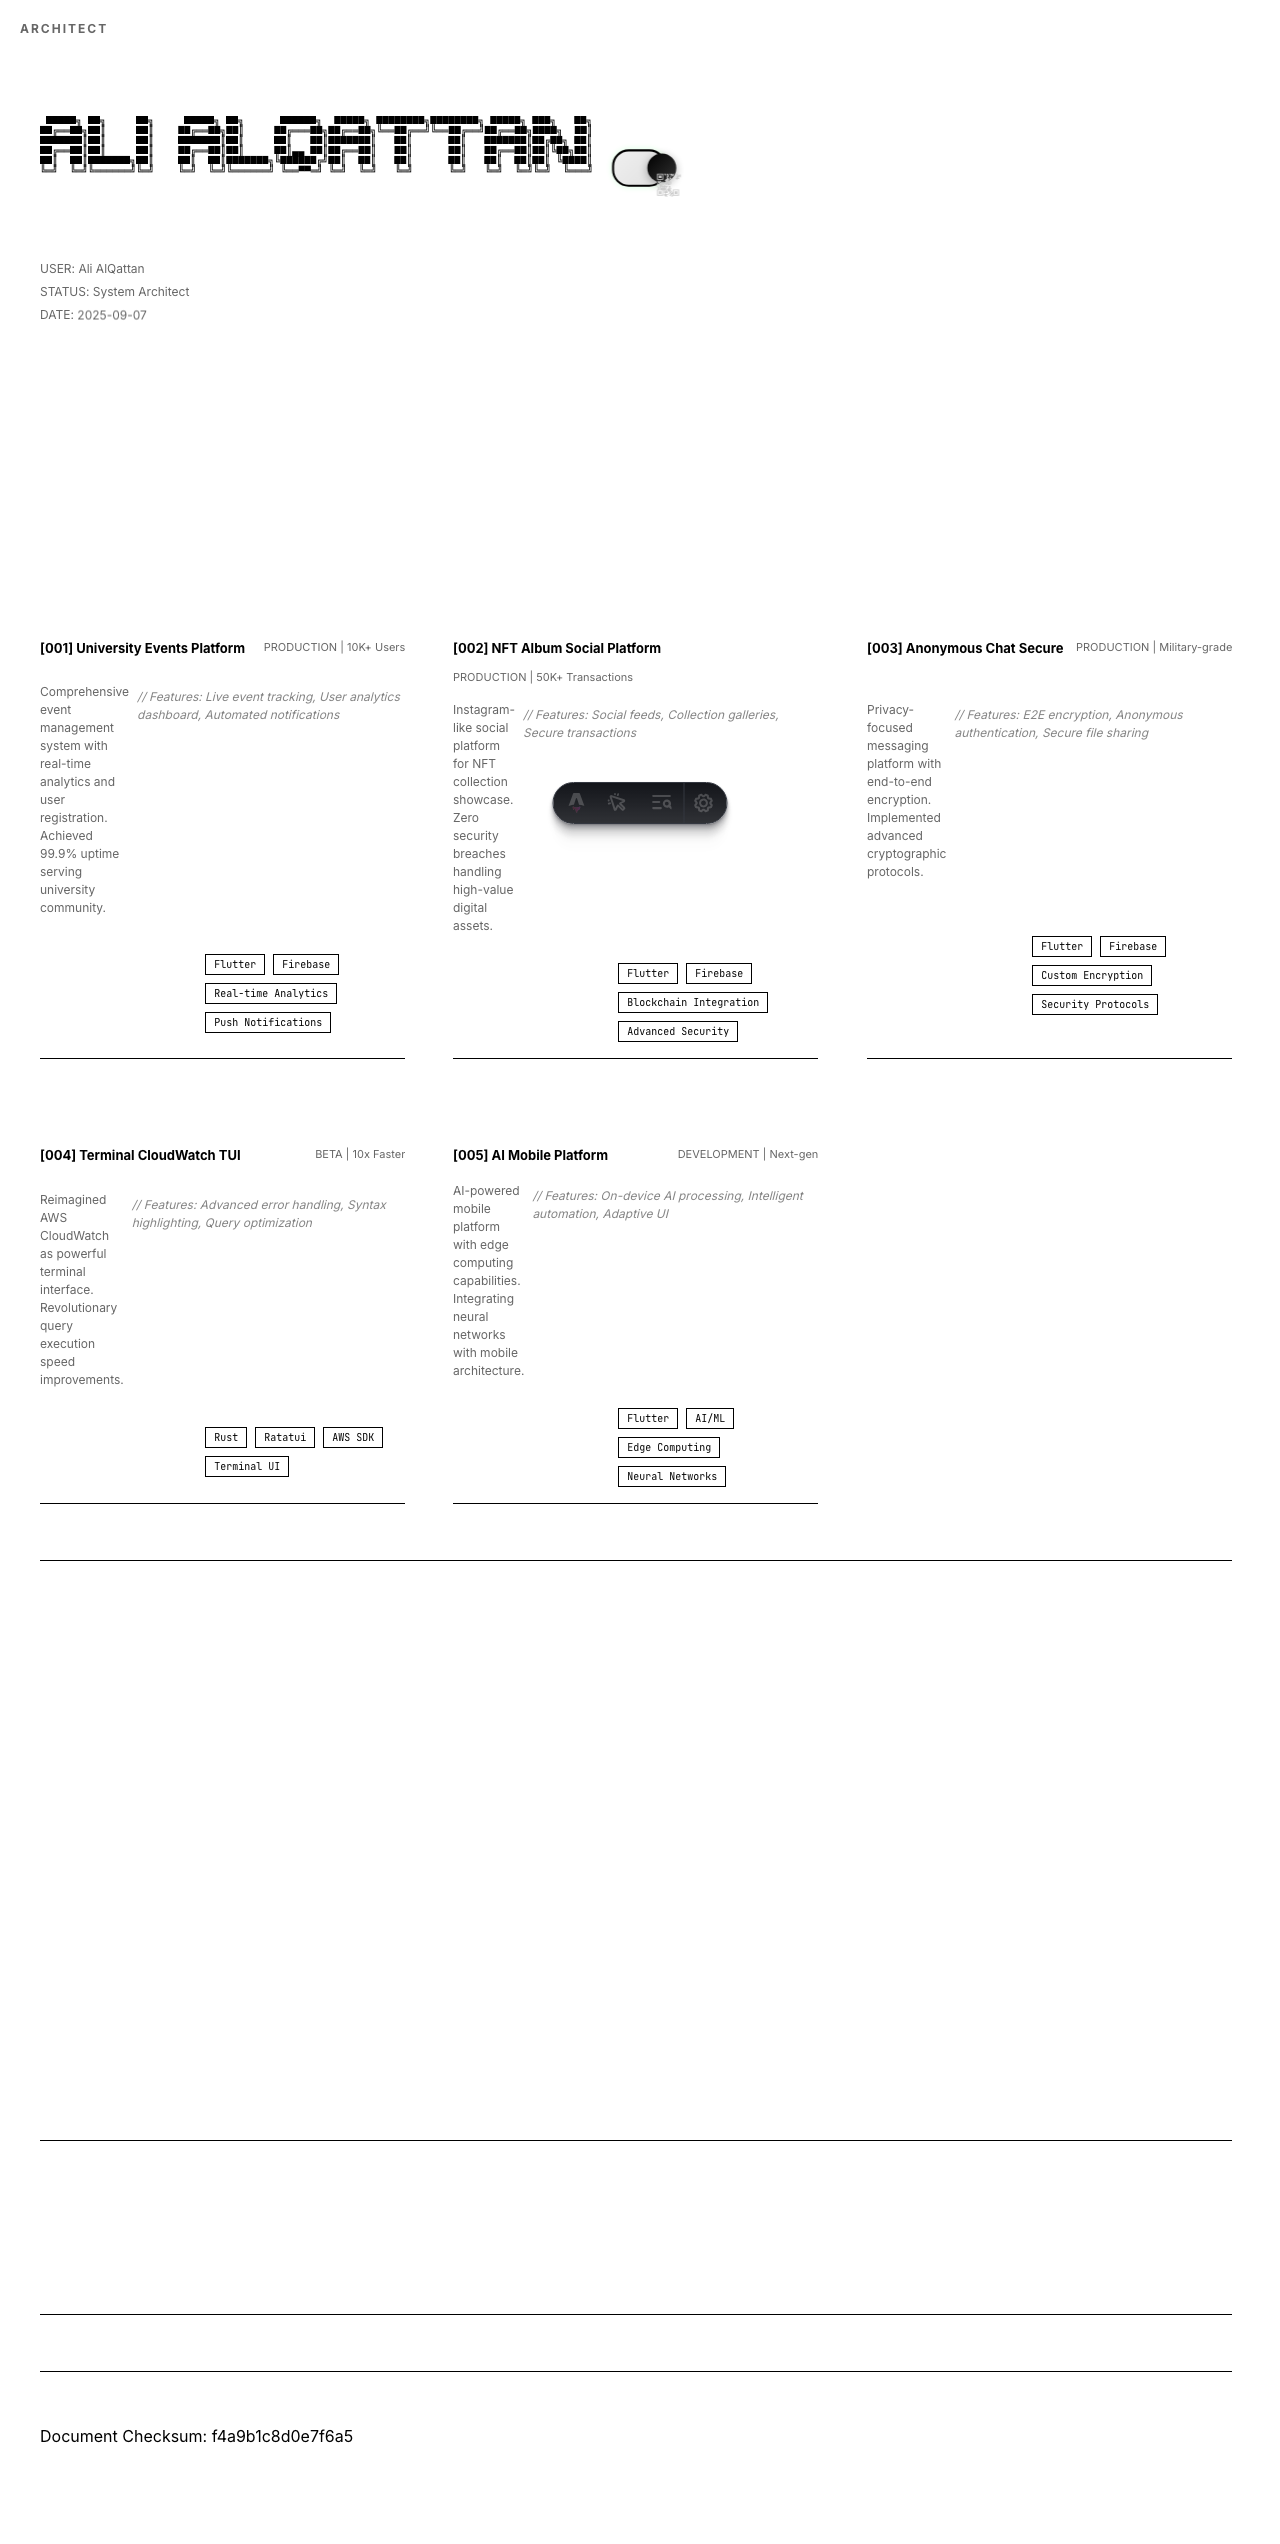 ARCHITECT
ALI ALQATTAN
USER: Ali AlQattan
STATUS: System Architect
DATE: 2025-09-07
[001] University Events Platform
PRODUCTION | 10K+ Users
Comprehensive
event
management
system with
real-time
analytics and
user
registration.
Achieved
99.9% uptime
serving
university
community.
// Features: Live event tracking, User analytics
dashboard, Automated notifications
Flutter
Firebase
Real-time Analytics
Push Notifications
[002] NFT Album Social Platform
PRODUCTION | 50K+ Transactions
Instagram-
like social
platform
for NFT
collection
showcase.
Zero
security
breaches
handling
high-value
digital
assets.
// Features: Social feeds, Collection galleries,
Secure transactions
Flutter
Firebase
Blockchain Integration
Advanced Security
[003] Anonymous Chat Secure
PRODUCTION | Military-grade
Privacy-
focused
messaging
platform with
end-to-end
encryption.
Implemented
advanced
cryptographic
protocols.
// Features: E2E encryption, Anonymous
authentication, Secure file sharing
Flutter
Firebase
Custom Encryption
Security Protocols
[004] Terminal CloudWatch TUI
BETA | 10x Faster
Reimagined
AWS
CloudWatch
as powerful
terminal
interface.
Revolutionary
query
execution
speed
improvements.
// Features: Advanced error handling, Syntax
highlighting, Query optimization
Rust
Ratatui
AWS SDK
Terminal UI
[005] AI Mobile Platform
DEVELOPMENT | Next-gen
AI-powered
mobile
platform
with edge
computing
capabilities.
Integrating
neural
networks
with mobile
architecture.
// Features: On-device AI processing, Intelligent
automation, Adaptive UI
Flutter
AI/ML
Edge Computing
Neural Networks
Document Checksum: f4a9b1c8d0e7f6a5